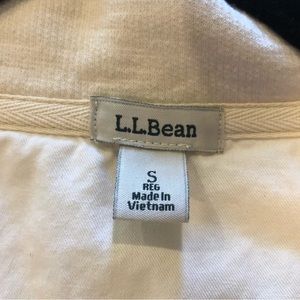 L.L.Bean
S
REG
Made In
Vietnam